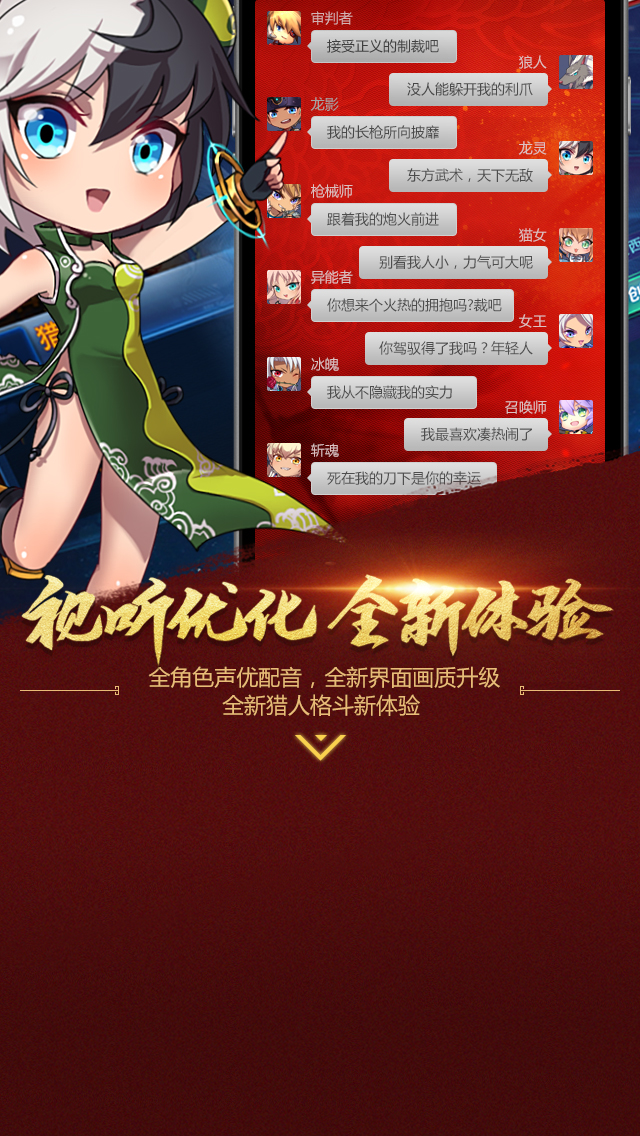 审判者
接受正义的制裁吧
狼人
没人能躲开我的利爪
龙影
我的长枪所向披靡
龙灵
东方武术，天下无敌
枪械师
跟着我的炮火前进
猫女
别看我人小，力气可大呢
异能者
你想来个火热的拥抱吗?裁吧
女王
你驾驭得了我吗？年轻人
冰魄
我从不隐藏我的实力
召唤师
我最喜欢凑热闹了
斩魂
死在我的刀下是你的幸运
猎
西
创
视听优化 全新体验
全角色声优配音，全新界面画质升级
全新猎人格斗新体验